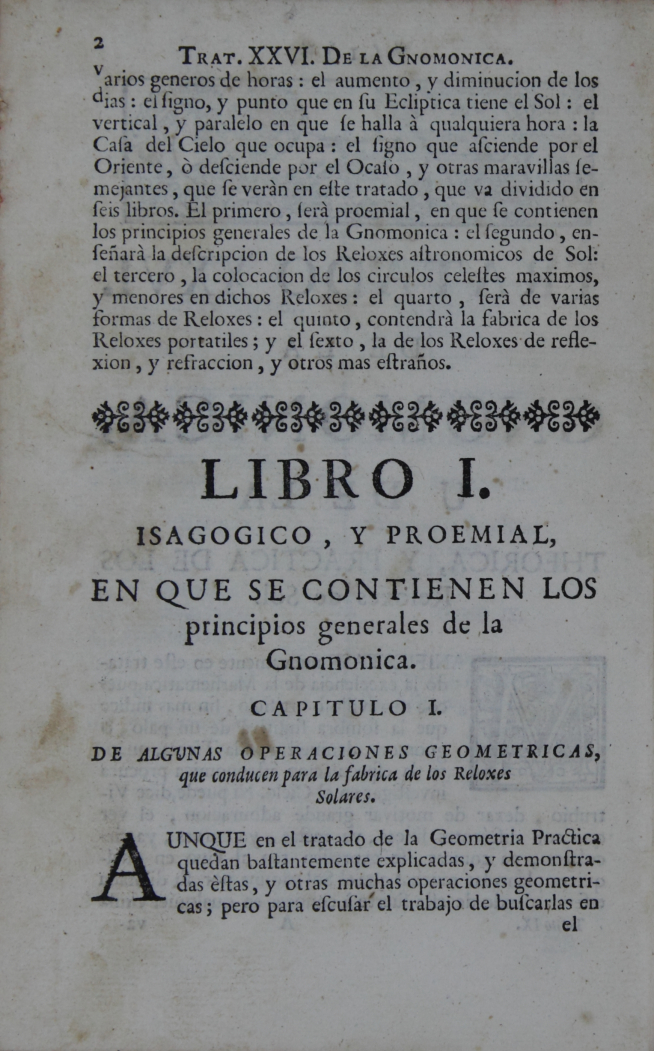 2
TRAT. XXVI. DE LA GNOMONICA.
varios generos de horas : el aumento , y diminucion de los
dias : el ſigno, y punto que en ſu Ecliptica tiene el Sol : el
vertical , y paralelo en que ſe halla à qualquiera hora : la
Caſa del Cielo que ocupa : el ſigno que aſciende por el
Oriente, ò deſciende por el Ocaſo , y otras maravillas ſe-
mejantes , que ſe veràn en eſte tratado , que va dividido en
ſeis libros. El primero , ſerà proemial , en que ſe contienen
los principios generales de la Gnomonica : el ſegundo , en-
ſeñará la deſcripcion de los Reloxes aſtronomicos de Sol:
el tercero , la colocacion de los circulos celeſtes maximos,
y menores en dichos Reloxes : el quarto , ſerà de varias
formas de Reloxes : el quinto, contendrà la fabrica de los
Reloxes portatiles ; y el ſexto , la de los Reloxes de refle-
xion , y refraccion , y otros mas eſtraños.
LIBRO I.
ISAGOGICO , Y PROEMIAL,
EN QUE SE CONTIENEN LOS
principios generales de la
Gnomonica.
CAPITULO I.
DE ALGUNAS OPERACIONES GEOMETRICAS,
que conducen para la fabrica de los Reloxes
Solares.
AUNQUE en el tratado de la Geometria Practica
quedan baſtantemente explicadas , y demonſtra-
das èſtas, y otras muchas operaciones geometri-
cas ; pero para eſcuſar el trabajo de buſcarlas en
el